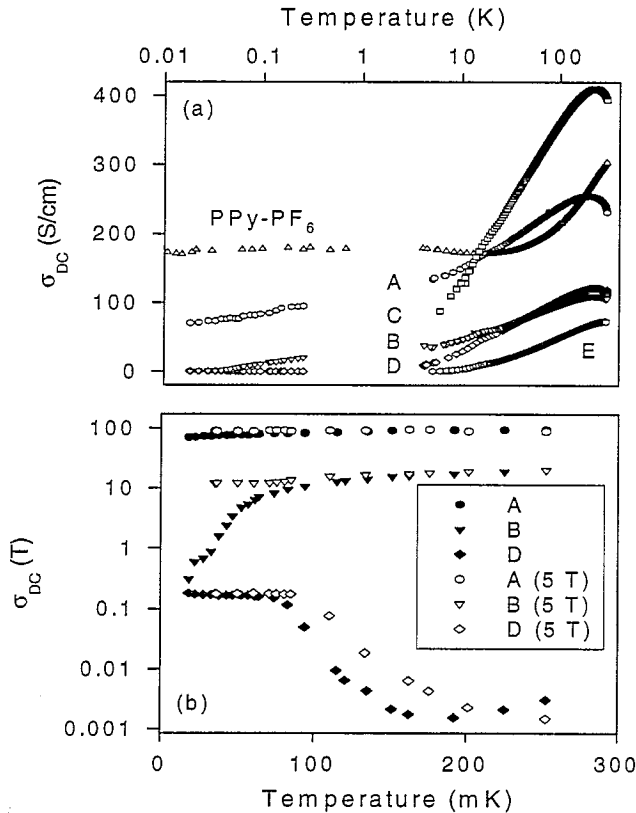 Temperature (K)
0.01 0.1 1 10 100
400
(a)
300
σDC (S/cm)
PPy-PF6
200
A
100
C
B
D
E
0
100
10
1
σDC (T)
0.1
0.01
0.001
A
B
D
A (5 T)
B (5 T)
D (5 T)
(b)
0 100 200 300
Temperature (mK)